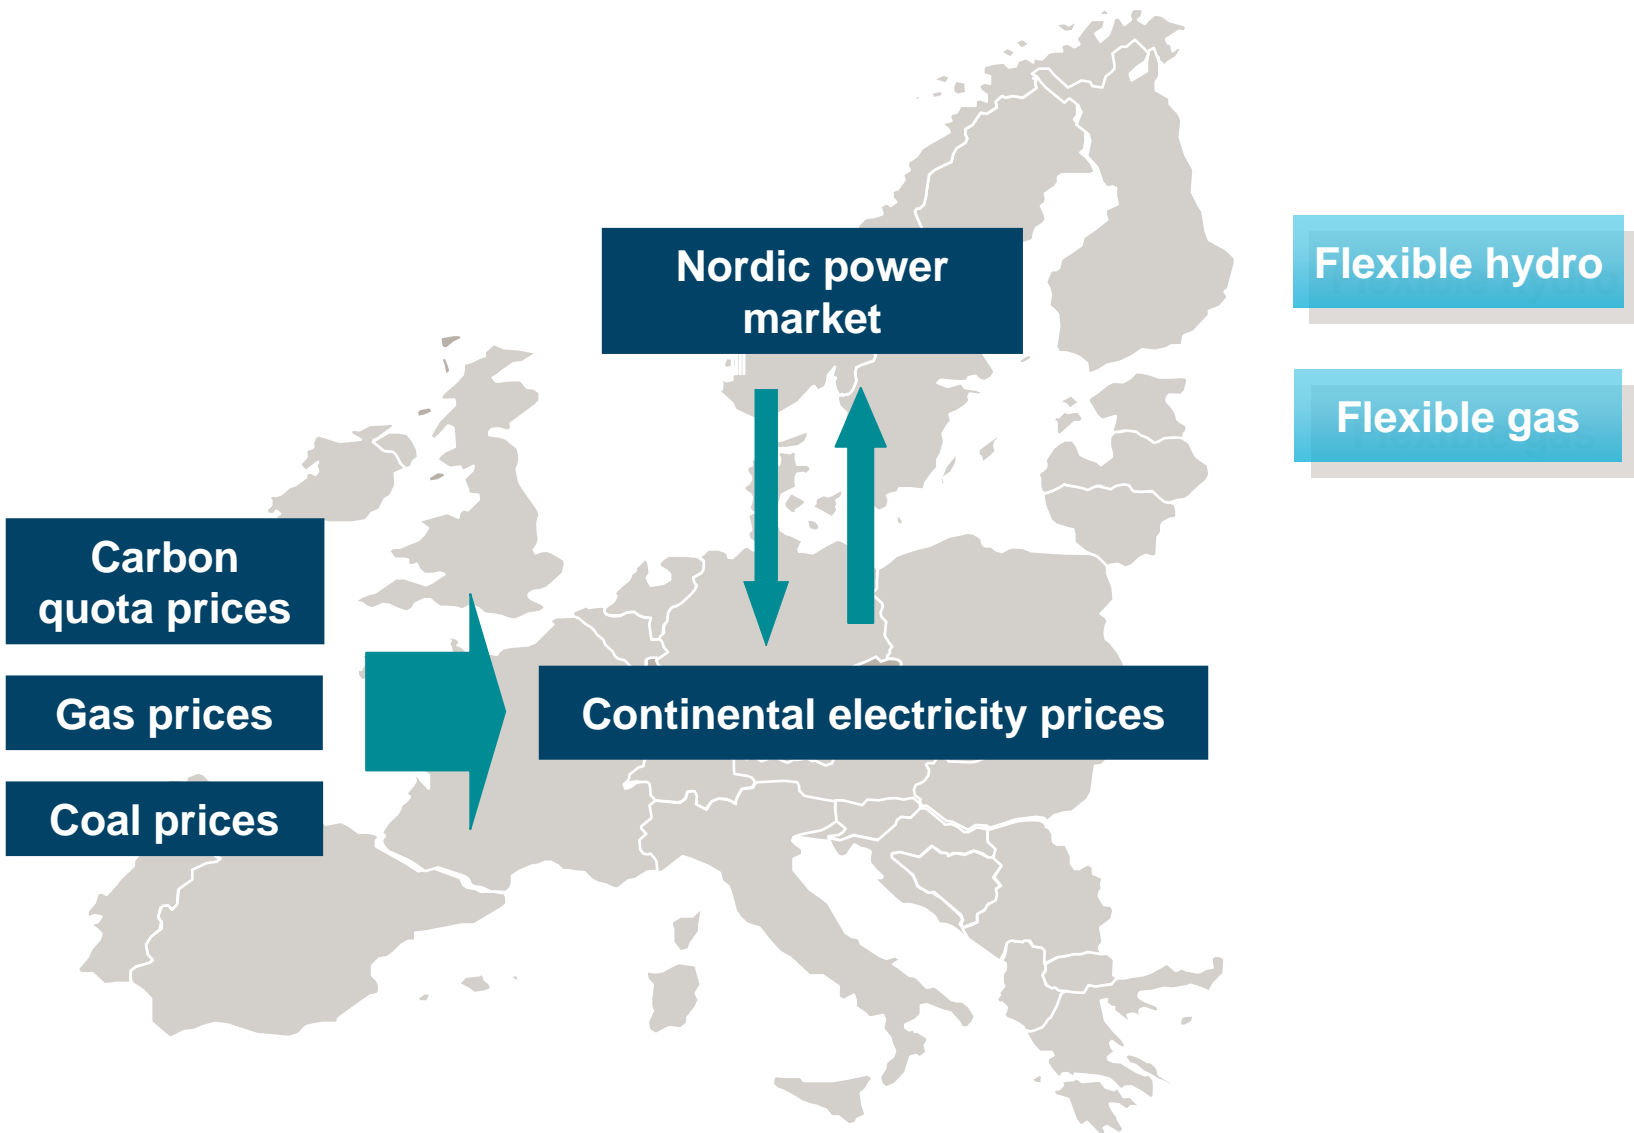 Nordic power
market
Flexible hydro
Flexible gas
Carbon
quota prices
Gas prices
Coal prices
Continental electricity prices